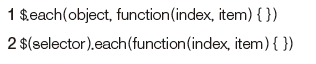 1 $.each(object, function(index, item) { })
2 $(selector).each(function(index, item) { })